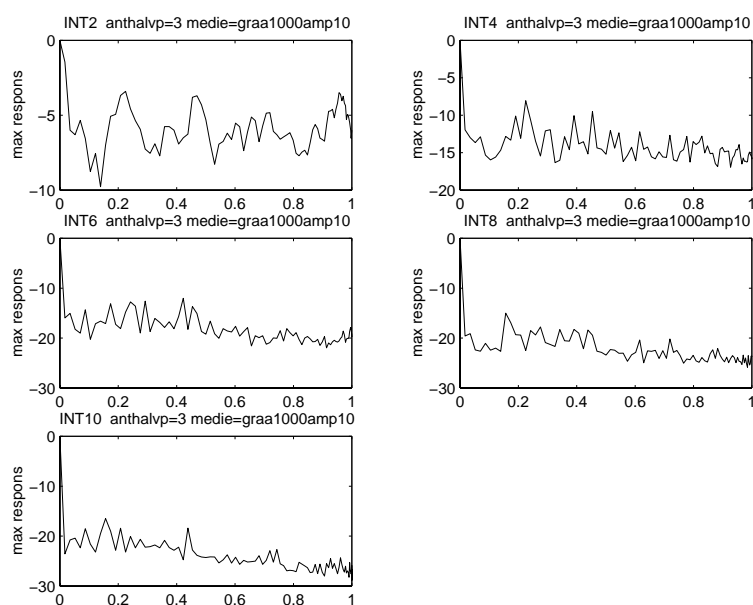 INT2  anthalvp=3 medie=graa1000amp10
0
−5
−10
max respons
0 0.2 0.4 0.6 0.8 1
INT4  anthalvp=3 medie=graa1000amp10
0
−5
−10
−15
−20
max respons
0 0.2 0.4 0.6 0.8 1
INT6  anthalvp=3 medie=graa1000amp10
0
−10
−20
−30
max respons
0 0.2 0.4 0.6 0.8 1
INT8  anthalvp=3 medie=graa1000amp10
0
−10
−20
−30
max respons
0 0.2 0.4 0.6 0.8 1
INT10  anthalvp=3 medie=graa1000amp10
0
−10
−20
−30
max respons
0 0.2 0.4 0.6 0.8 1